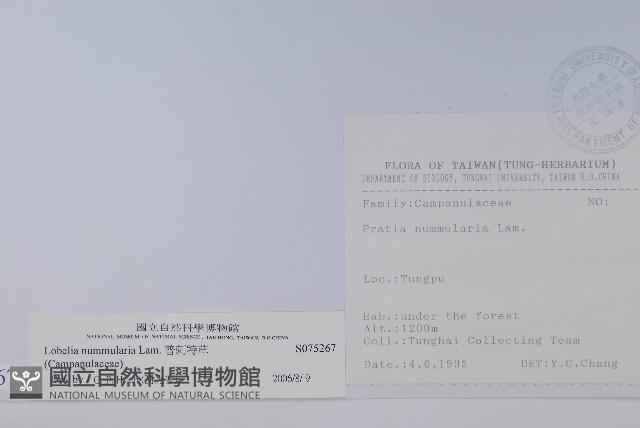 FLORA OF TAIWAN(TUNG-HERBARIUM)
DEPARTMENT OF BIOLOGY, TUNGHAI UNIVERSITY, TAIWAN R.O.CHINA
Family:Campanulaceae NO:
Pratia nummularia Lam.
Loc.:Tungpu
Hab.:under the forest
Alt.:1200m
Coll.:Tunghai Collecting Team
Date.:4.6,1995 DET:Y.C.Chang
國立自然科學博物館
NATIONAL MUSEUM OF NATURAL SCIENCE, TAICHUNG, TAIWAN, R.O.CHINA
Lobelia nummularia Lam. 普剌特草 S075267
(Campanulaceae)
2006/8/9
國立自然科學博物館
NATIONAL MUSEUM OF NATURAL SCIENCE